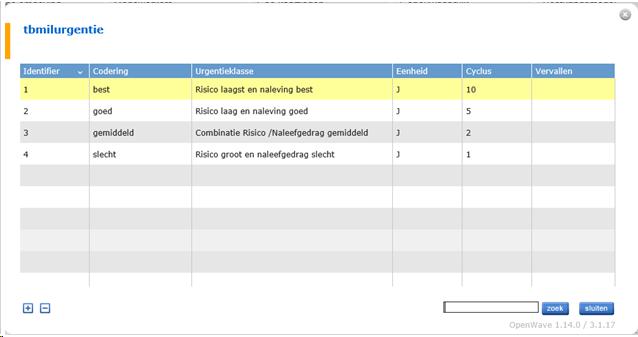 tbmilurgentie
Identifier Codering Urgentieklasse Eenheid Cyclus Vervallen
1 best Risico laagst en naleving best J 10
2 goed Risico laag en naleving goed J 5
3 gemiddeld Combinatie Risico /Naleefgedrag gemiddeld J 2
4 slecht Risico groot en naleefgedrag slecht J 1
zoek sluiten
OpenWave 1.14.0 / 3.1.17